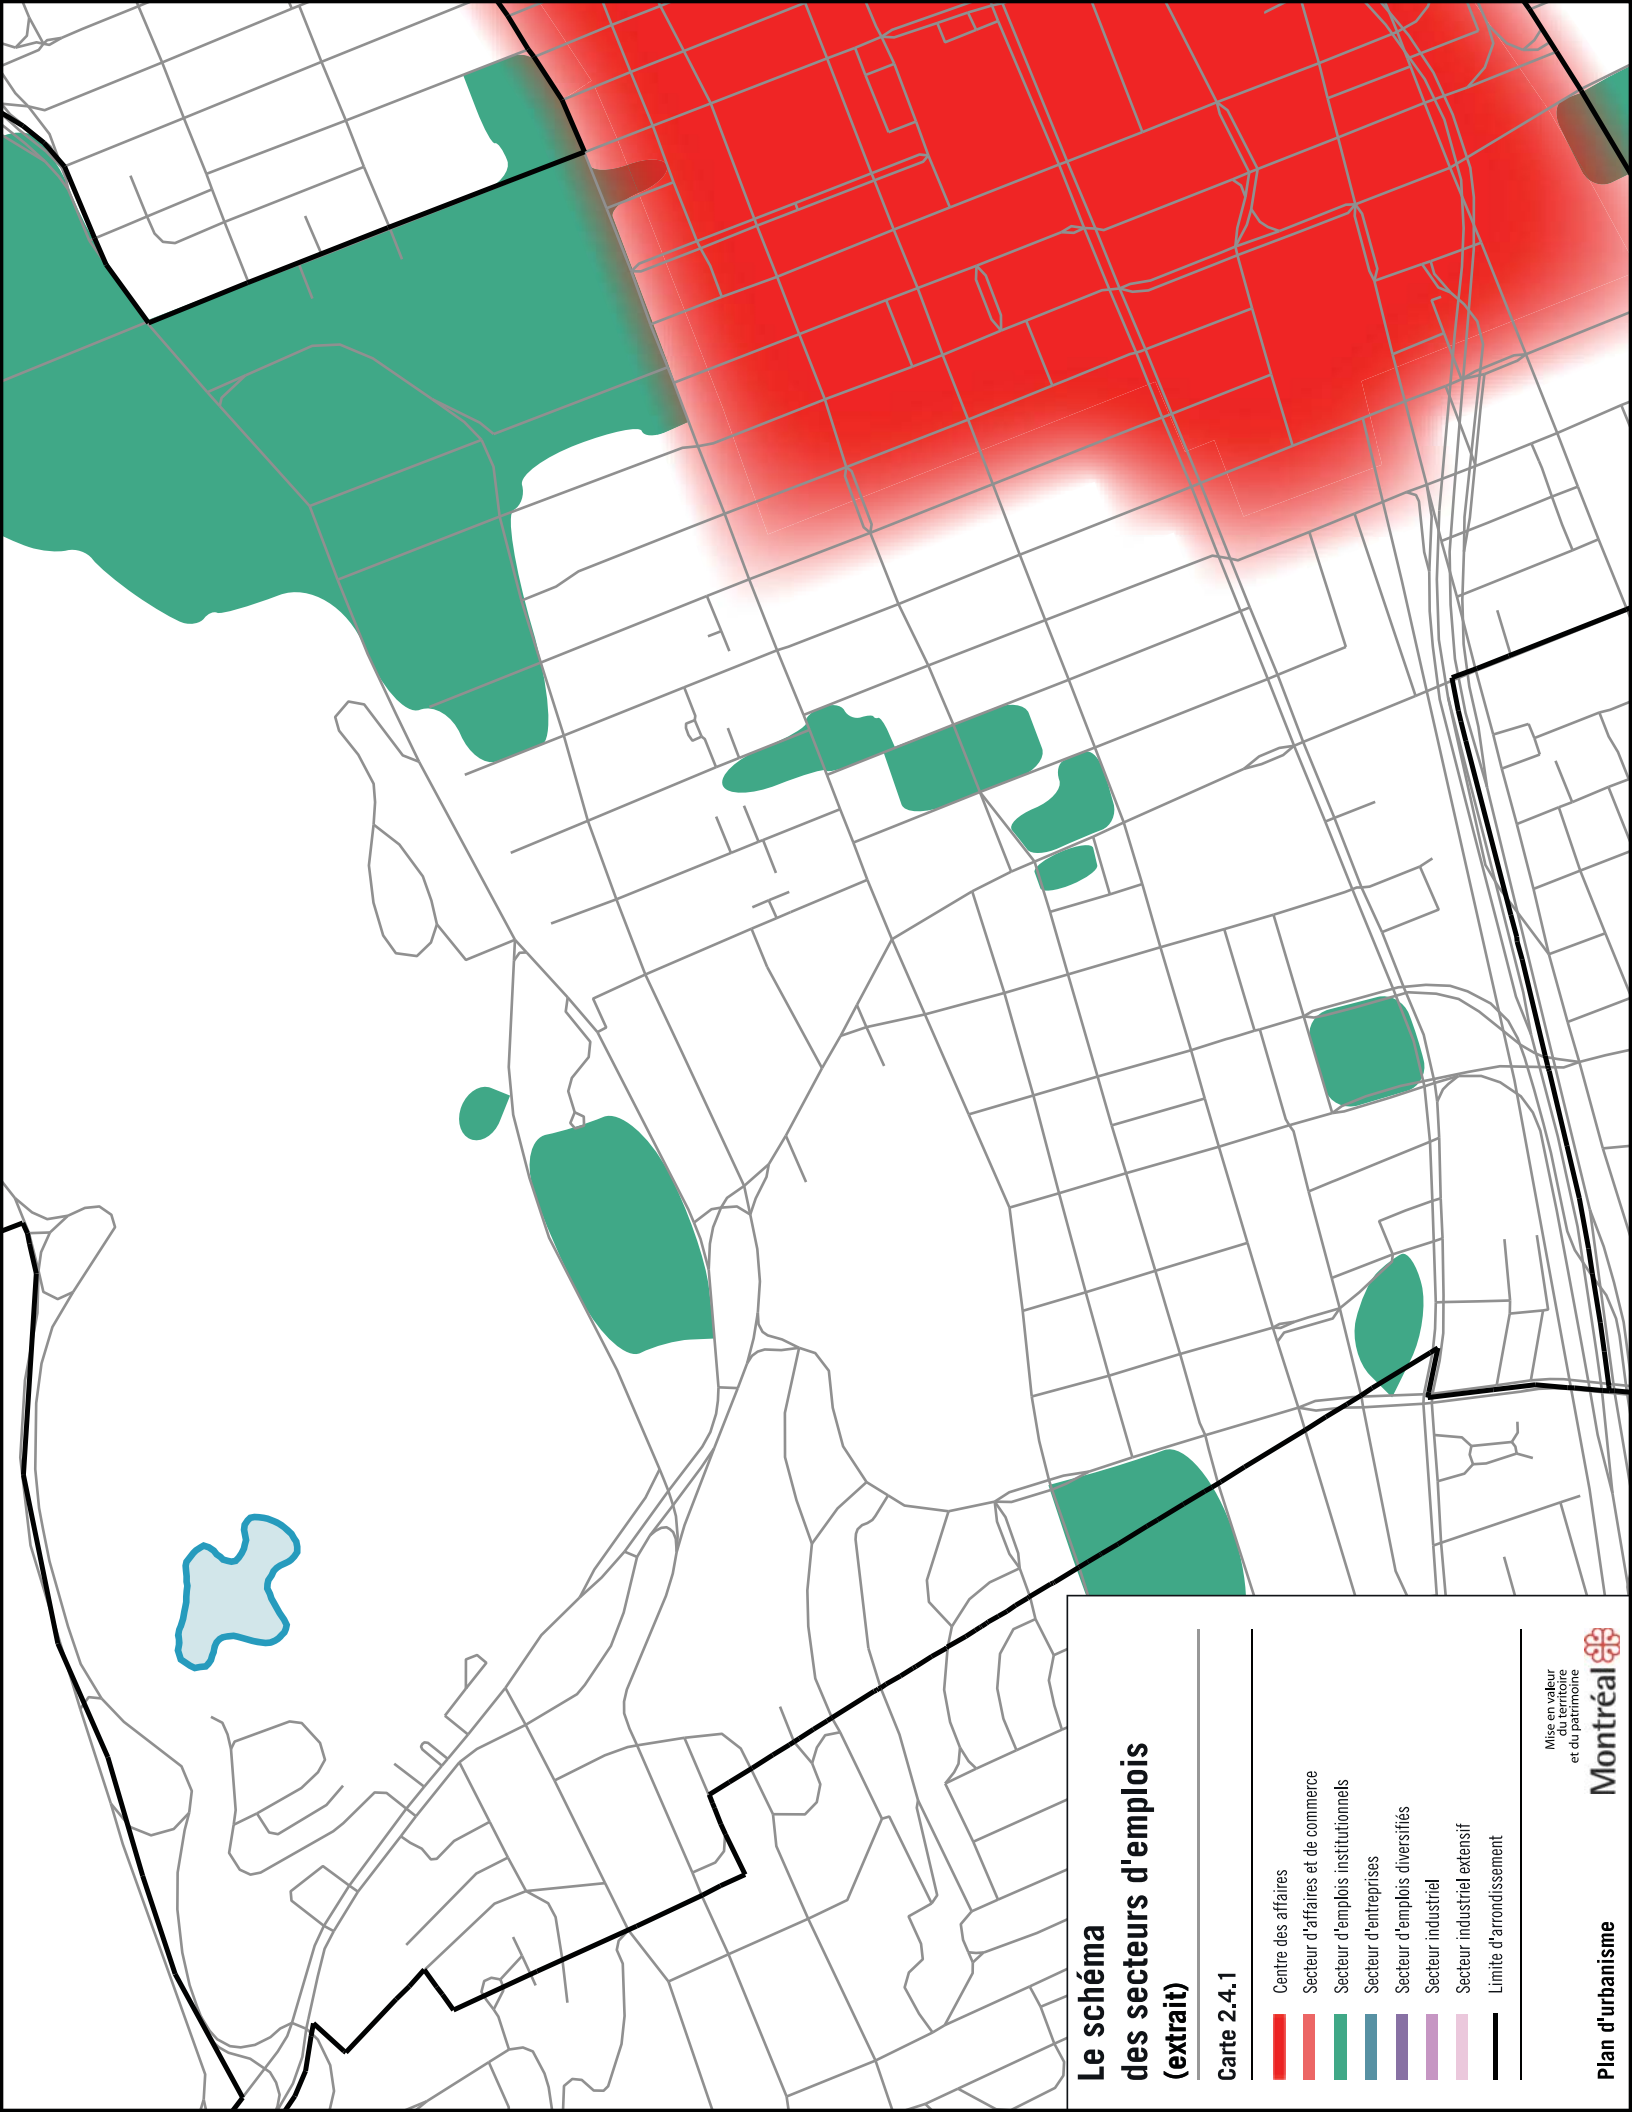 Le schéma
des secteurs d'emplois
(extrait)
Carte 2.4.1
Centre des affaires
Secteur d'affaires et de commerce
Secteur d'emplois institutionnels
Secteur d'entreprises
Secteur d'emplois diversifiés
Secteur industriel
Secteur industriel extensif
Limite d'arrondissement
Plan d'urbanisme
Mise en valeur
du territoire
et du patrimoine
Montréal